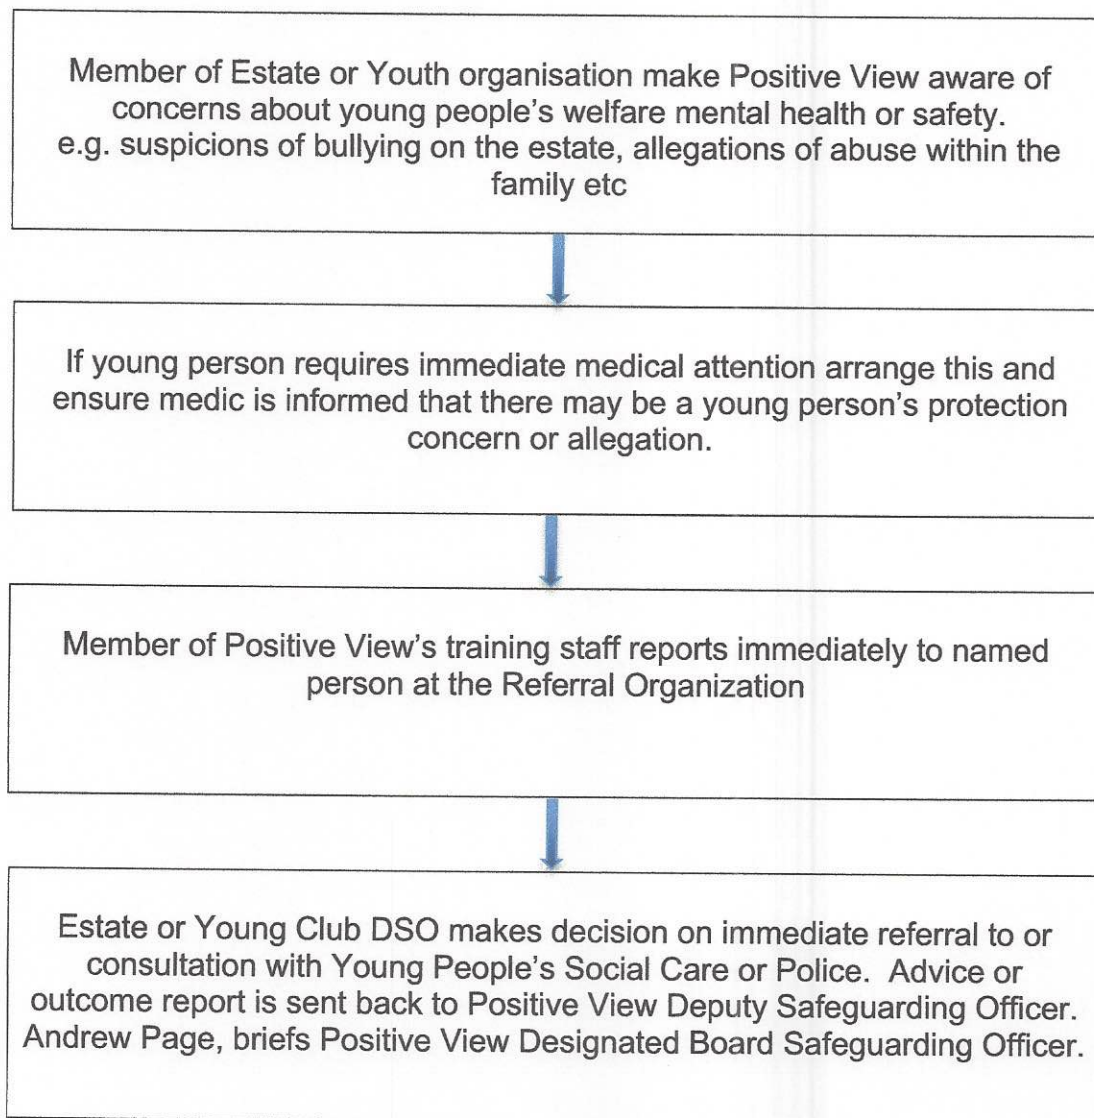 Member of Estate or Youth organisation make Positive View aware of
concerns about young people's welfare mental health or safety.
e.g. suspicions of bullying on the estate, allegations of abuse within the
family etc
If young person requires immediate medical attention arrange this and
ensure medic is informed that there may be a young person's protection
concern or allegation.
Member of Positive View's training staff reports immediately to named
person at the Referral Organization
Estate or Young Club DSO makes decision on immediate referral to or
consultation with Young People's Social Care or Police.  Advice or
outcome report is sent back to Positive View Deputy Safeguarding Officer.
Andrew Page, briefs Positive View Designated Board Safeguarding Officer.